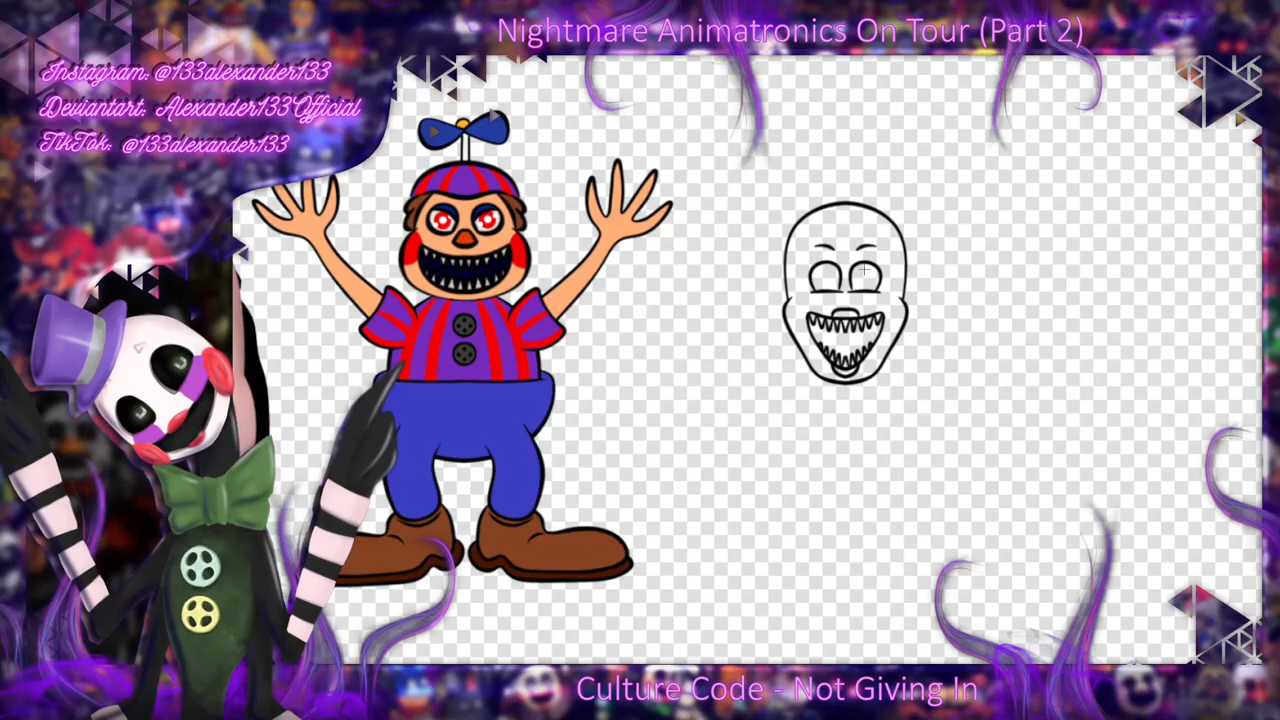 Nightmare Animatronics On Tour (Part 2)
Instagram: @133alexander133
Deviantart: Alexander133Official
TikTok: @133alexander133
Culture Code - Not Giving In